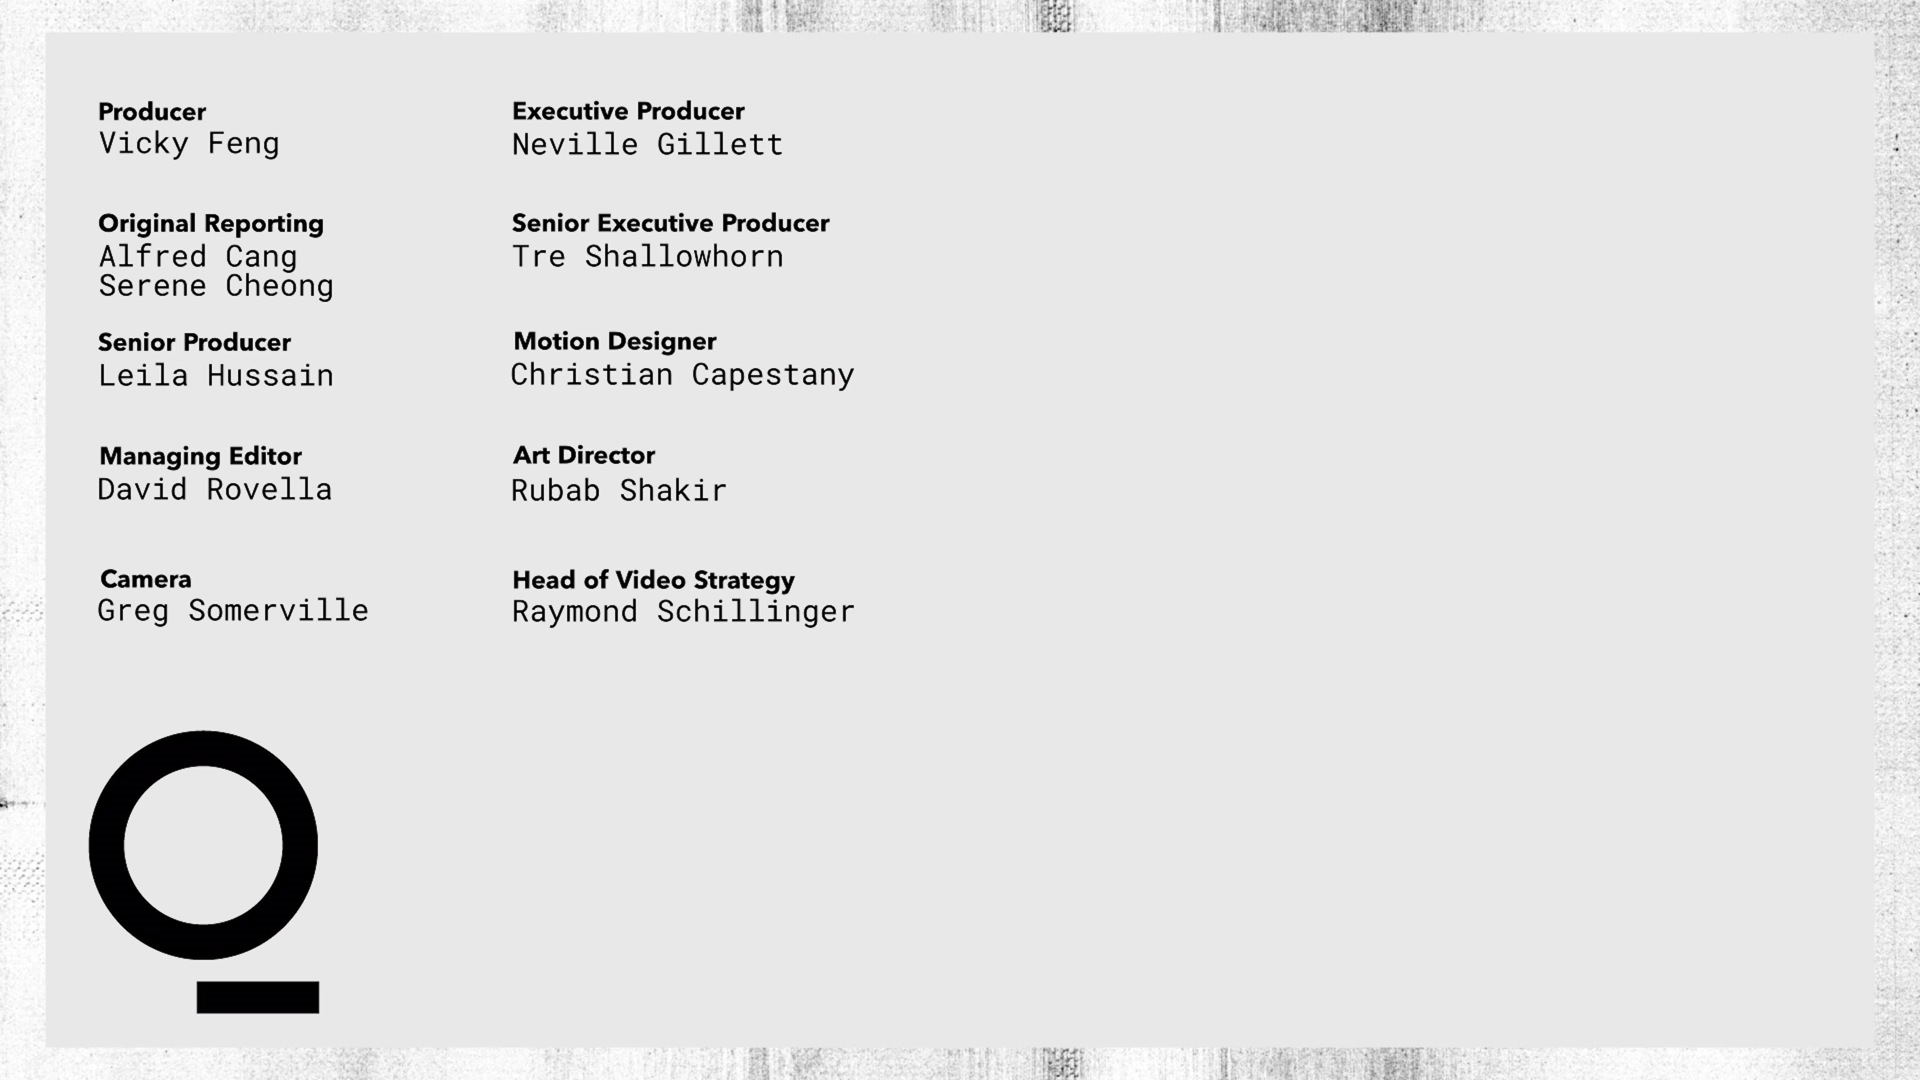 Producer
Vicky Feng
Original Reporting
Alfred Cang
Serene Cheong
Senior Producer
Leila Hussain
Managing Editor
David Rovella
Camera
Greg Somerville
Executive Producer
Neville Gillett
Senior Executive Producer
Tre Shallowhorn
Motion Designer
Christian Capestany
Art Director
Rubab Shakir
Head of Video Strategy
Raymond Schillinger